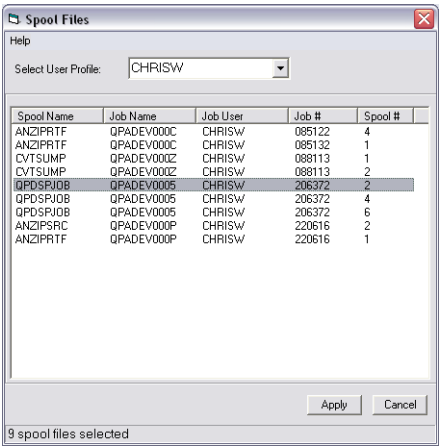 Spool Files
Help
Select User Profile: CHRISW
Spool Name Job Name Job User Job # Spool #
ANZIPRTF QPADEV000C CHRISW 085122 4
ANZIPRTF QPADEV000C CHRISW 085132 1
CVTSUMP QPADEV000Z CHRISW 088113 1
CVTSUMP QPADEV000Z CHRISW 088113 2
QPDSPJOB QPADEV0005 CHRISW 206372 2
QPDSPJOB QPADEV0005 CHRISW 206372 4
QPDSPJOB QPADEV0005 CHRISW 206372 6
ANZIPSRC QPADEV000P CHRISW 220616 2
ANZIPRTF QPADEV000P CHRISW 220616 1
Apply Cancel
9 spool files selected